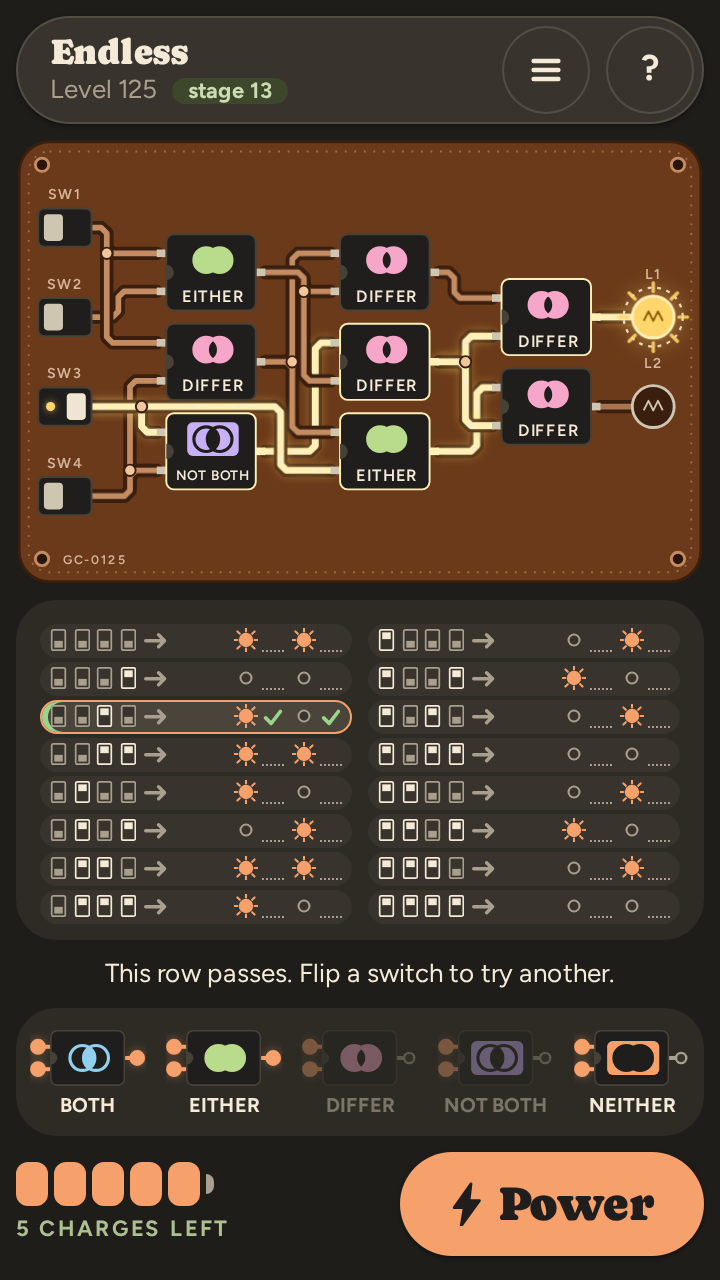 Endless
Level 125 stage 13
?
SW1
SW2
SW3
SW4
EITHER
DIFFER
NOT BOTH
DIFFER
DIFFER
EITHER
DIFFER
DIFFER
L1
L2
GC-0125
This row passes. Flip a switch to try another.
BOTH
EITHER
DIFFER
NOT BOTH
NEITHER
5 CHARGES LEFT
Power